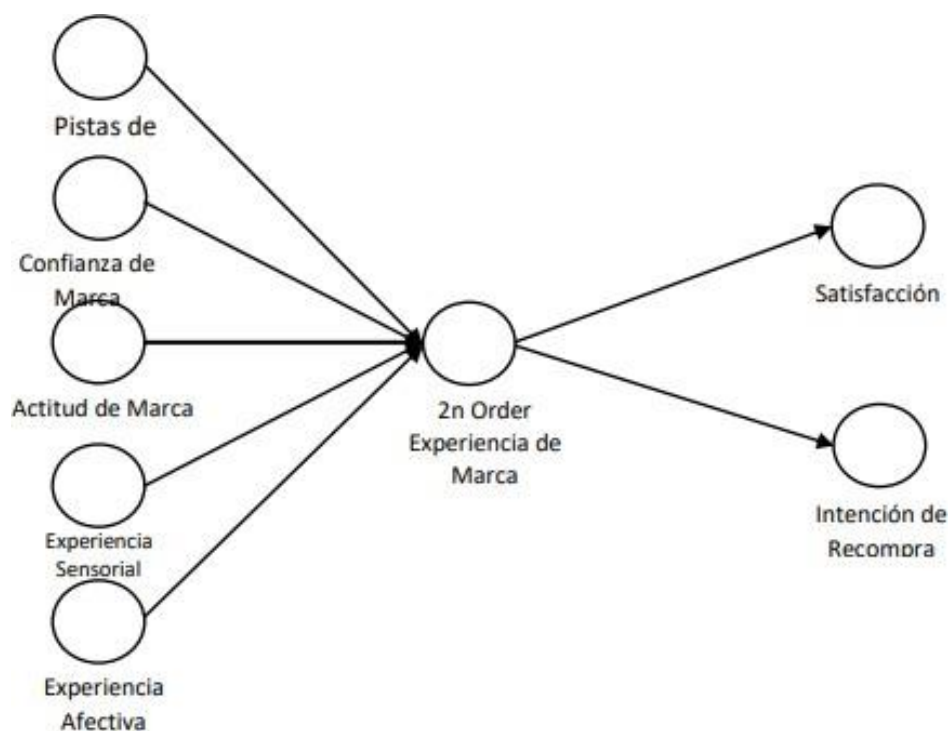 Pistas de
Confianza de
Marca
Actitud de Marca
Experiencia
Sensorial
Experiencia
Afectiva
2n Order
Experiencia de
Marca
Satisfacción
Intención de
Recompra